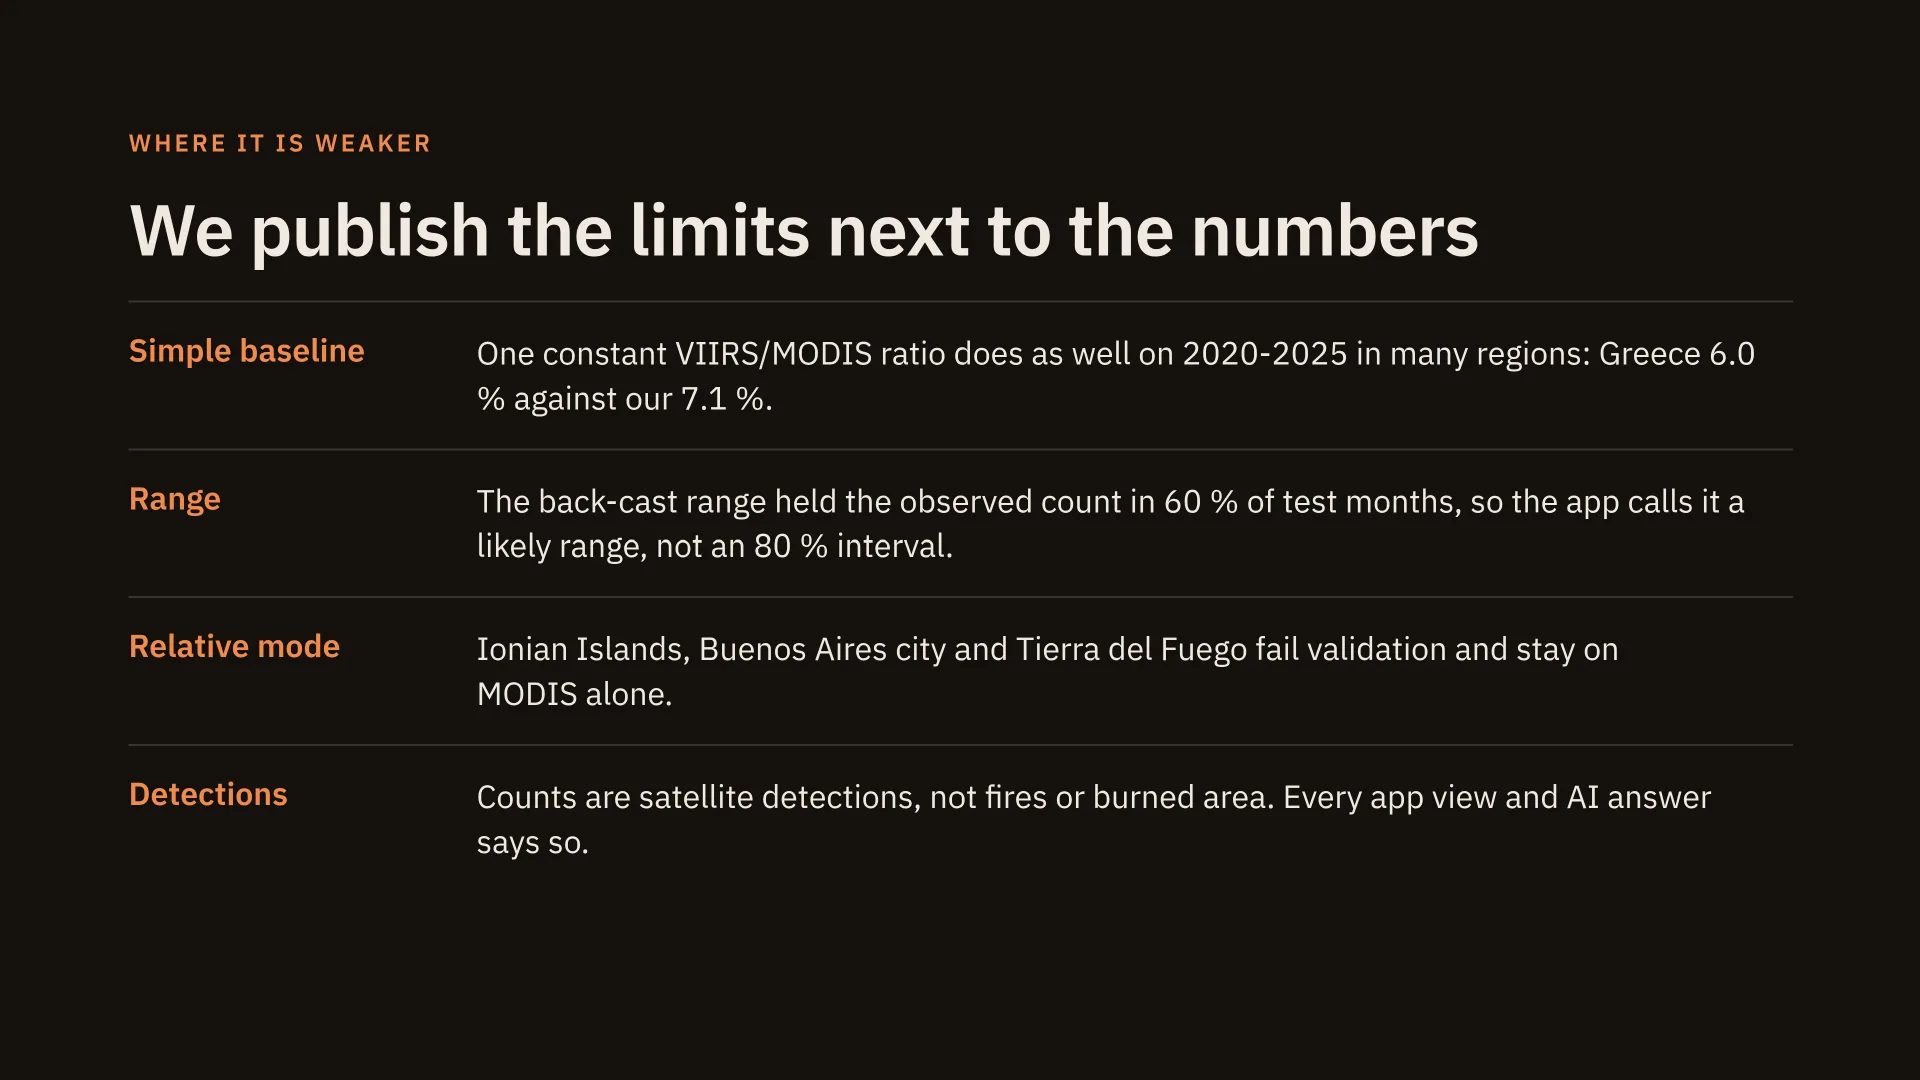 WHERE IT IS WEAKER
We publish the limits next to the numbers
Simple baseline
One constant VIIRS/MODIS ratio does as well on 2020-2025 in many regions: Greece 6.0
% against our 7.1 %.
Range
The back-cast range held the observed count in 60 % of test months, so the app calls it a
likely range, not an 80 % interval.
Relative mode
Ionian Islands, Buenos Aires city and Tierra del Fuego fail validation and stay on
MODIS alone.
Detections
Counts are satellite detections, not fires or burned area. Every app view and AI answer
says so.